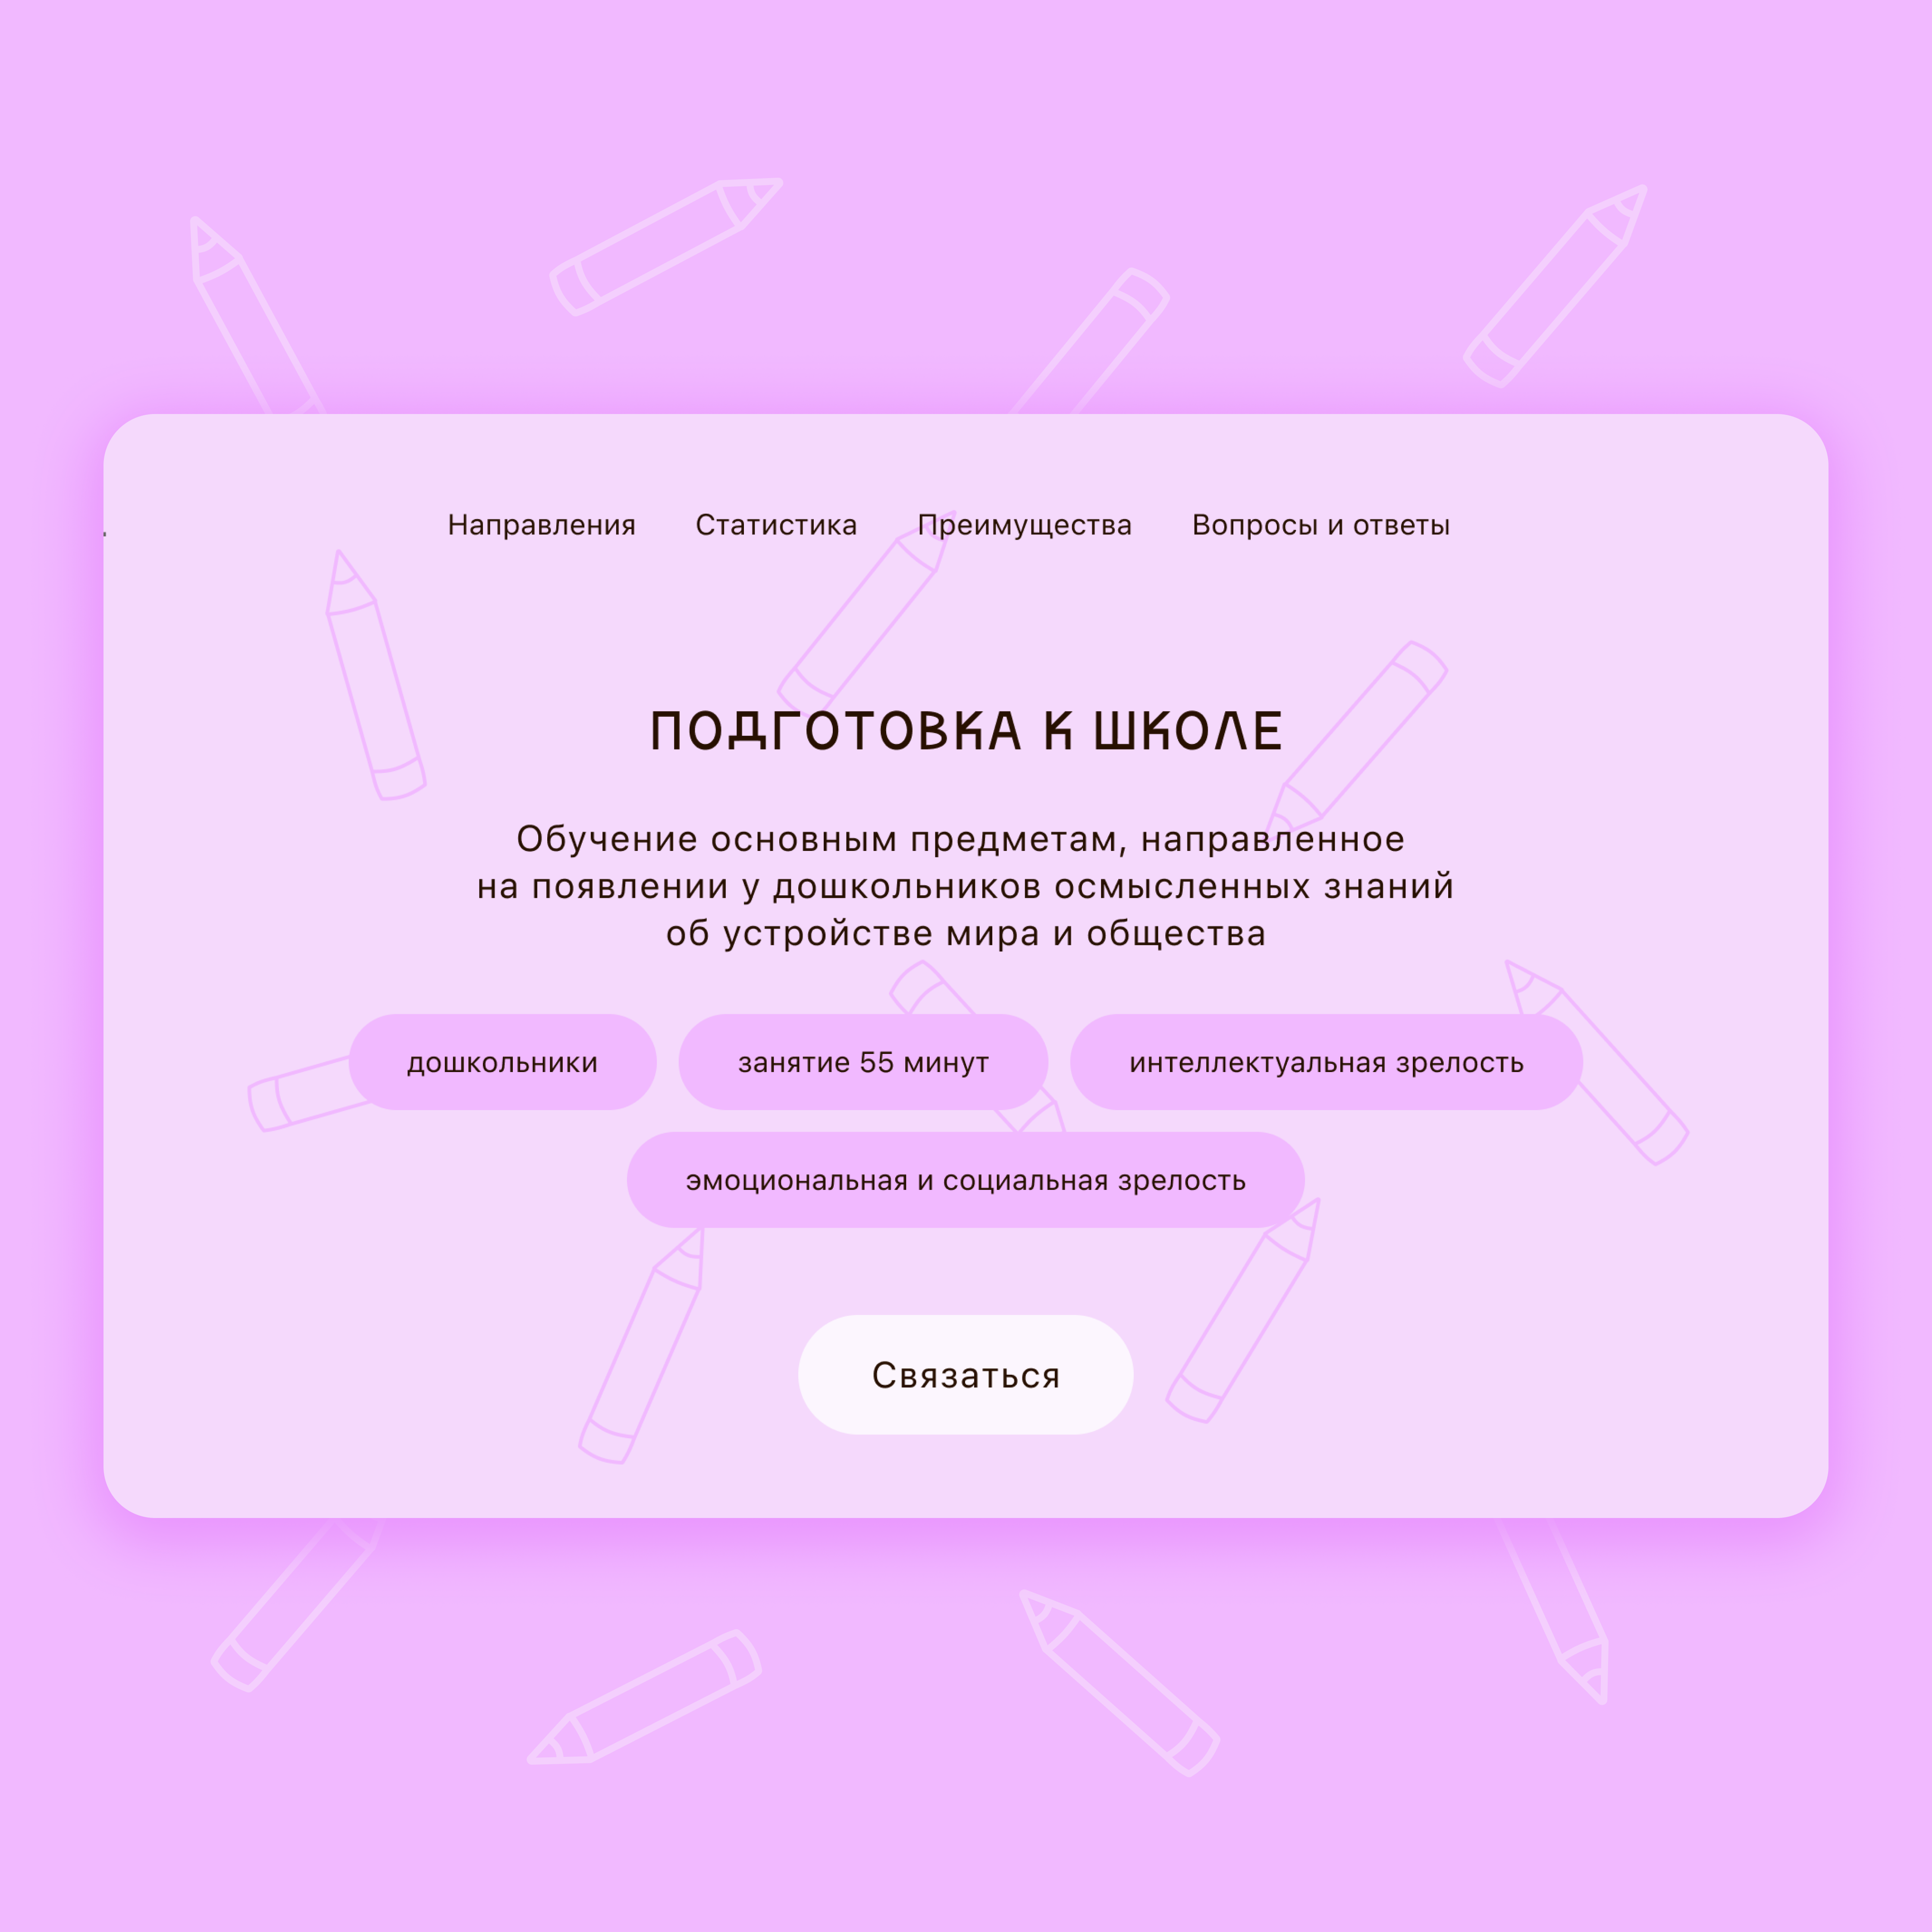 Направления Статистика Преимущества Вопросы и ответы
ПОДГОТОВКА К ШКОЛЕ
Обучение основным предметам, направленное
на появлении у дошкольников осмысленных знаний
об устройстве мира и общества
дошкольники занятие 55 минут интеллектуальная зрелость
эмоциональная и социальная зрелость
Связаться